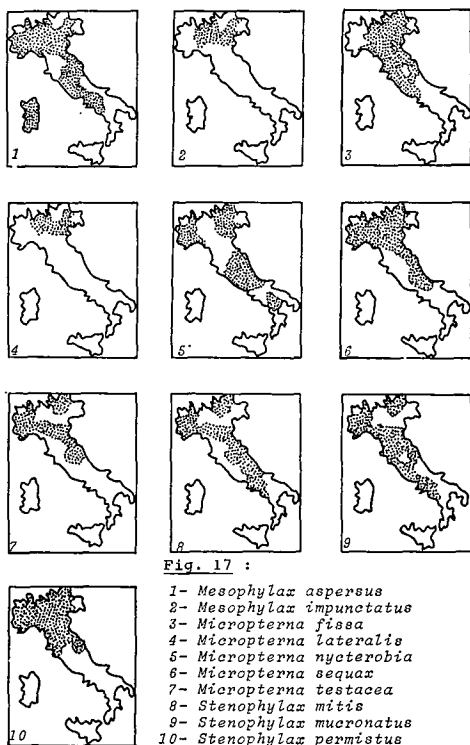 1
2
3
4
5
6
7
8
9
10
Fig. 17 :
1- Mesophylax aspersus
2- Mesophylax impunctatus
3- Micropterna fissa
4- Micropterna lateralis
5- Micropterna nycterobia
6- Micropterna sequax
7- Micropterna testacea
8- Stenophylax mitis
9- Stenophylax mucronatus
10- Stenophylax permistus